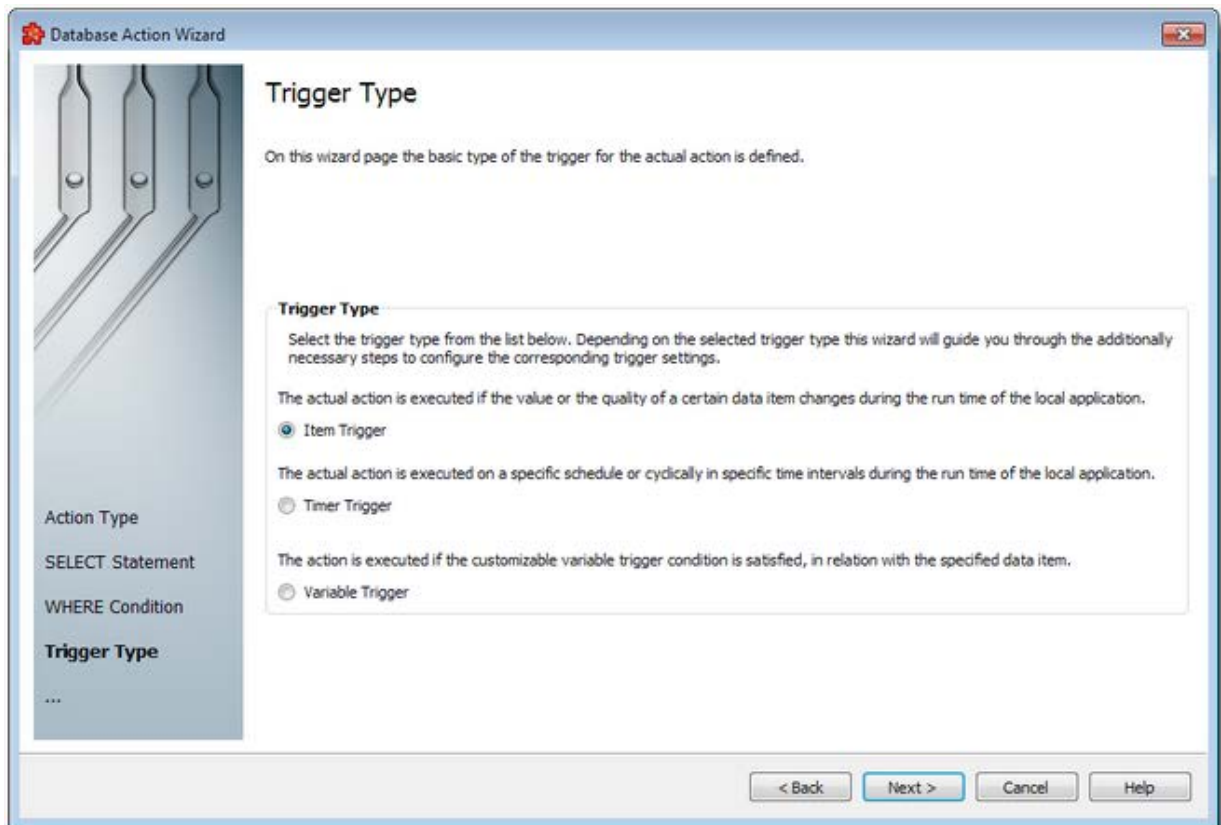 Database Action Wizard
Trigger Type
On this wizard page the basic type of the trigger for the actual action is defined.
Trigger Type
Select the trigger type from the list below. Depending on the selected trigger type this wizard will guide you through the additionally
necessary steps to configure the corresponding trigger settings.
The actual action is executed if the value or the quality of a certain data item changes during the run time of the local application.
Item Trigger
The actual action is executed on a specific schedule or cyclically in specific time intervals during the run time of the local application.
Timer Trigger
The action is executed if the customizable variable trigger condition is satisfied, in relation with the specified data item.
Variable Trigger
Action Type
SELECT Statement
WHERE Condition
Trigger Type
...
< Back
Next >
Cancel
Help